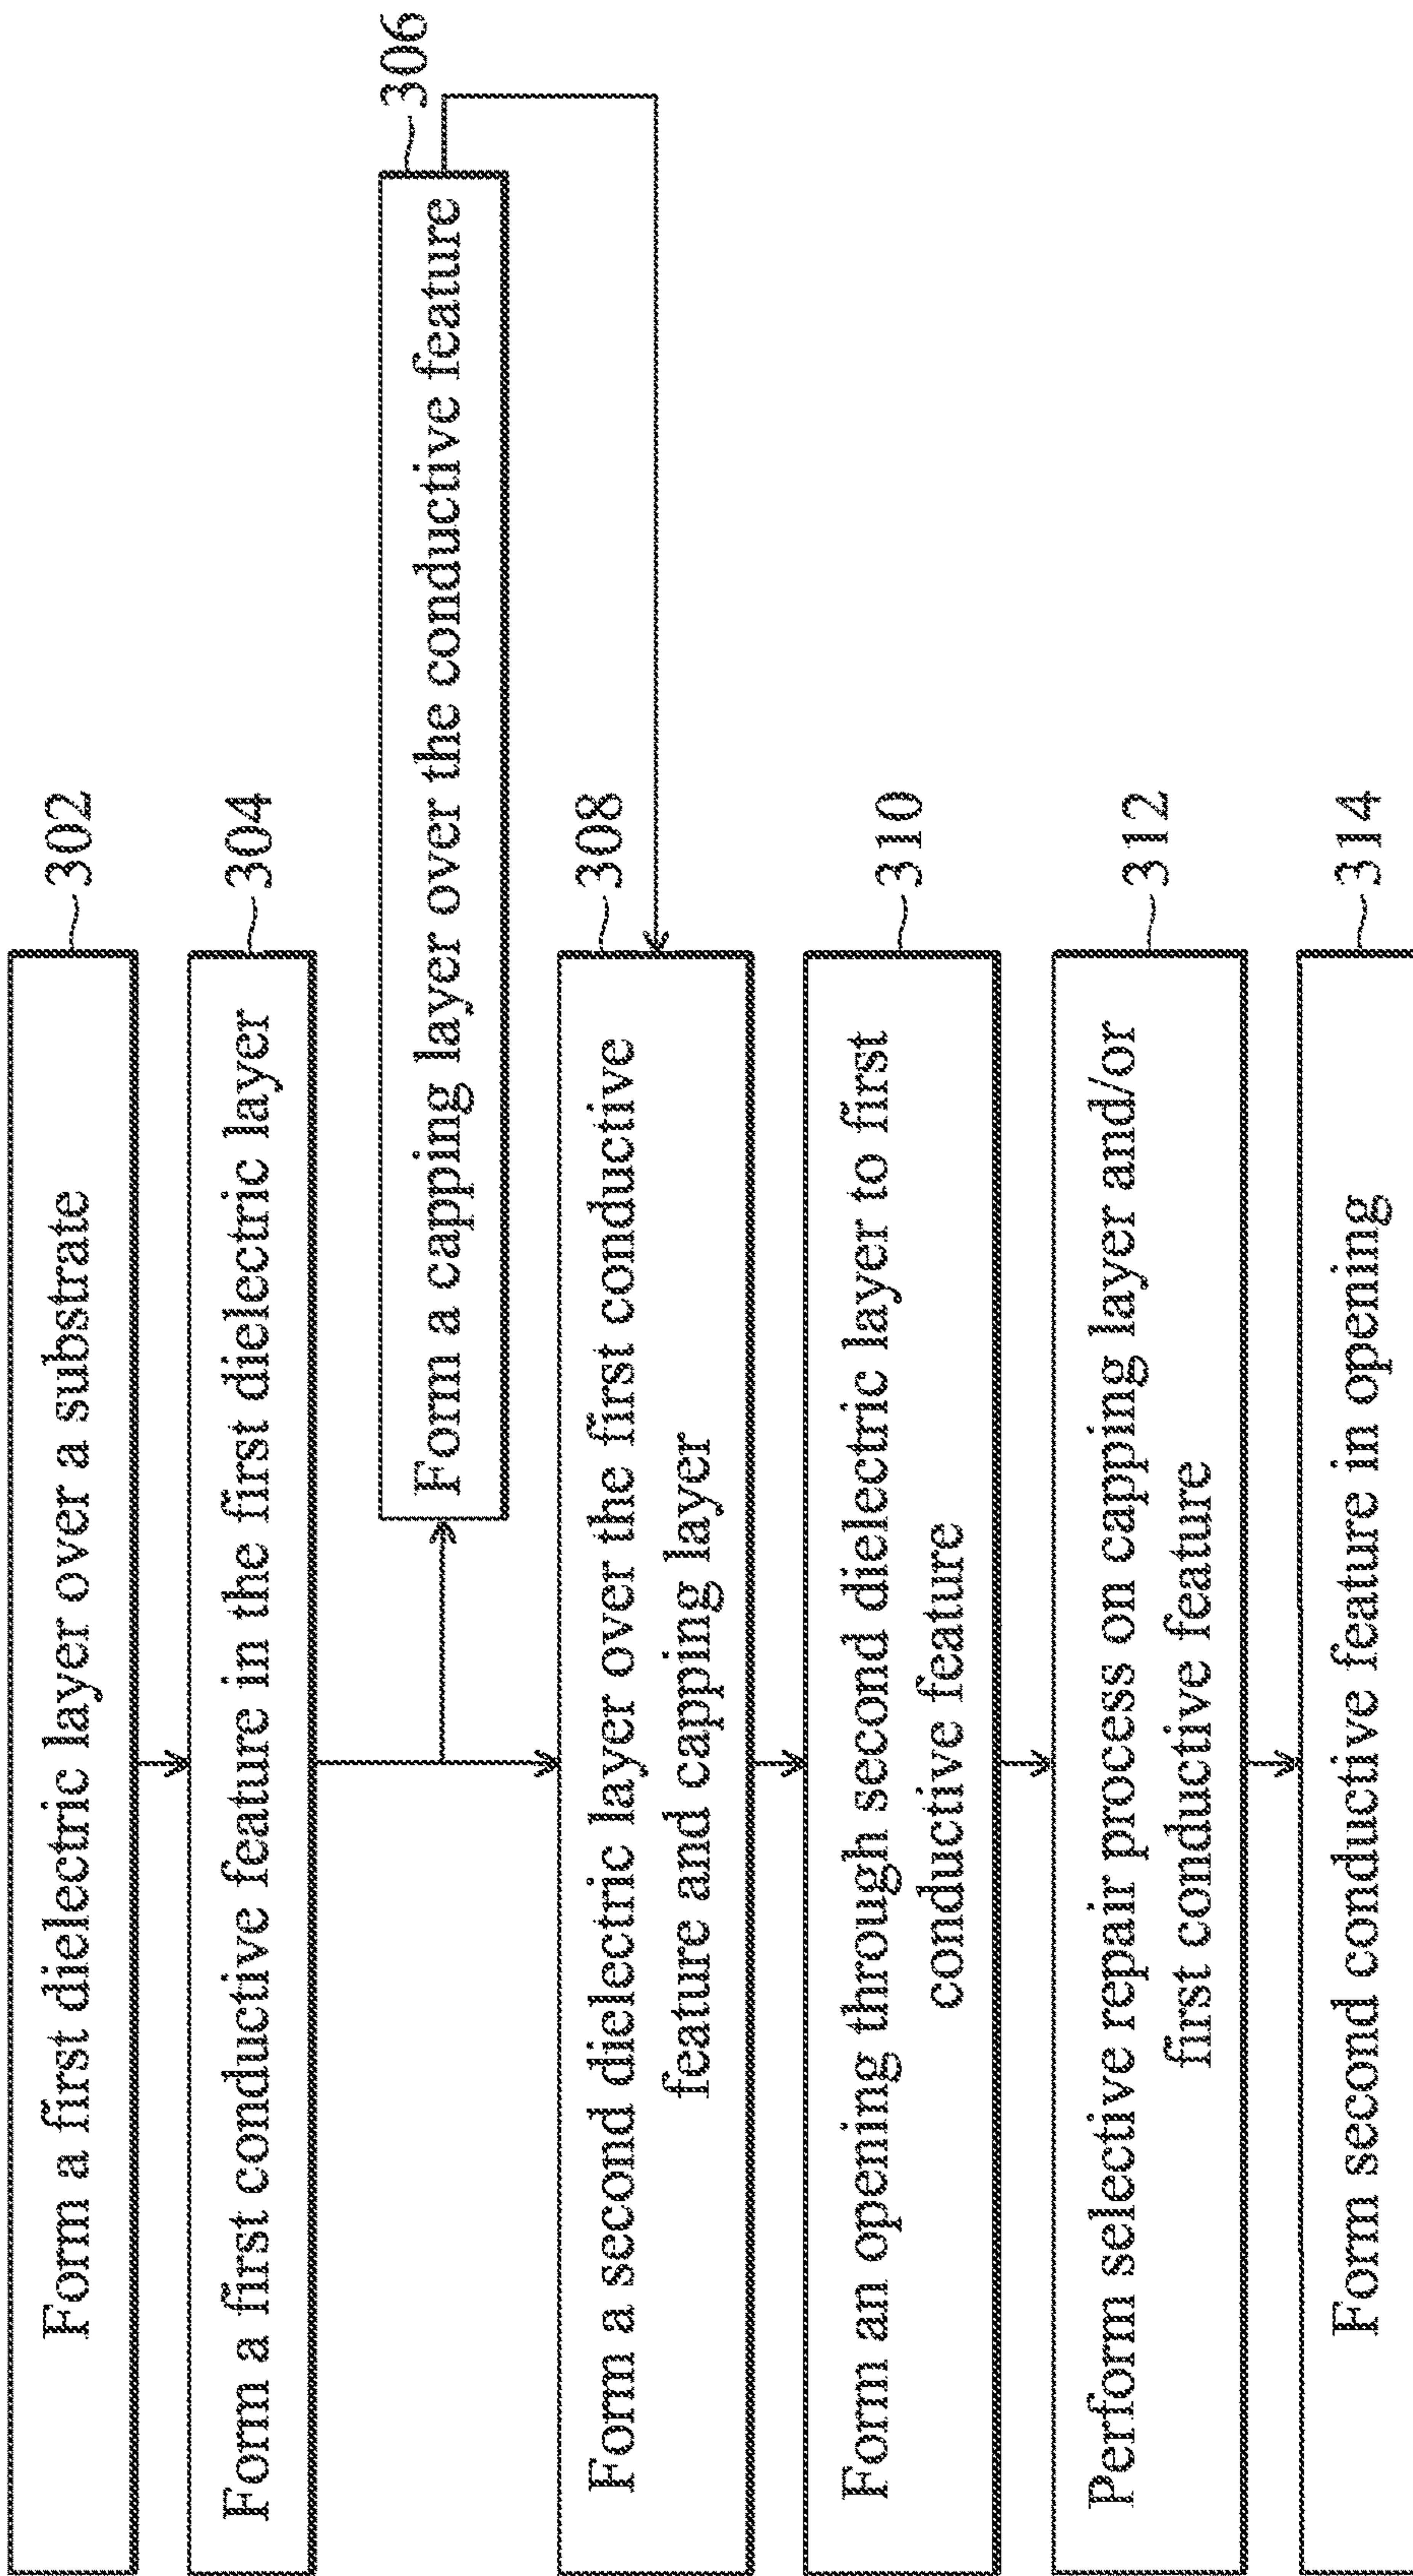 Form a first dielectric layer over a substrate
302
Form a first conductive feature in the first dielectric layer
304
Form a capping layer over the conductive feature
306
Form a second dielectric layer over the first conductive
feature and capping layer
308
Form an opening through second dielectric layer to first
conductive feature
310
Perform selective repair process on capping layer and/or
first conductive feature
312
Form second conductive feature in opening
314